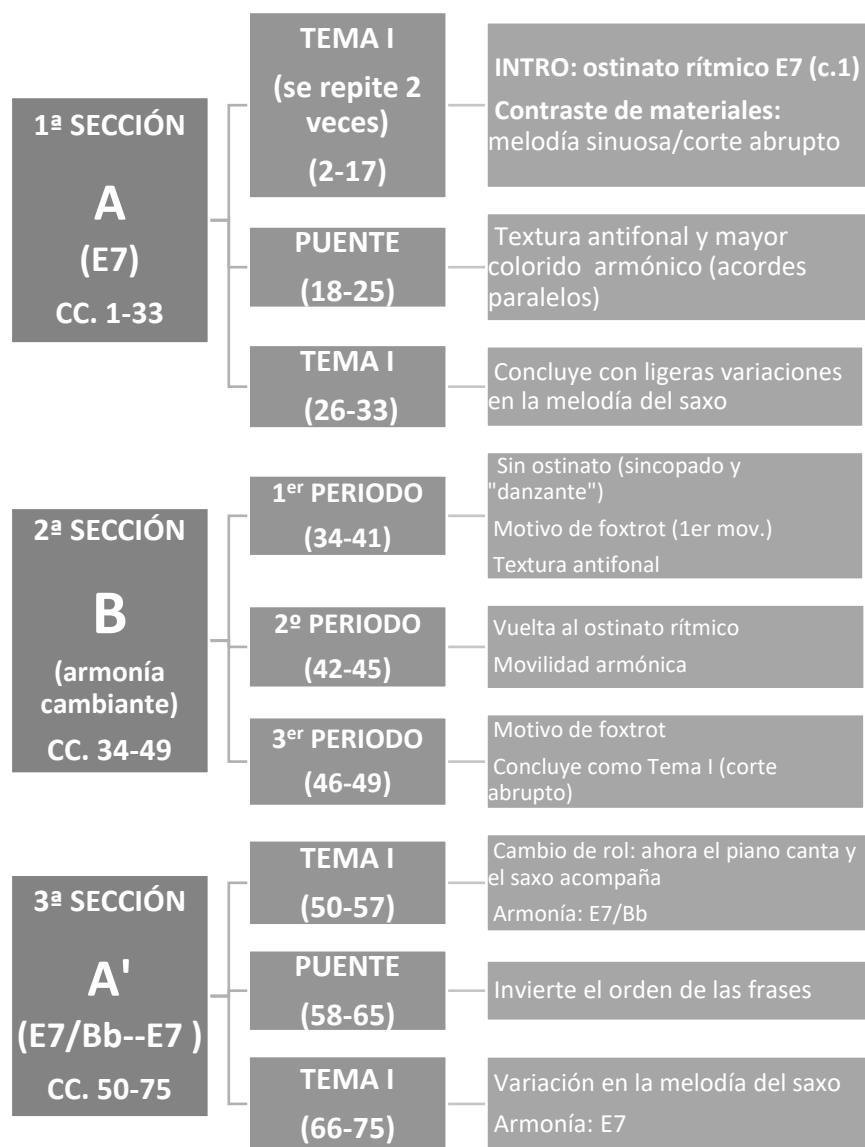 1ª SECCIÓN
A
(E7)
CC. 1-33
TEMA I
(se repite 2
veces)
(2-17)
INTRO: ostinato rítmico E7 (c.1)
Contraste de materiales:
melodía sinuosa/corte abrupto
PUENTE
(18-25)
Textura antifonal y mayor
colorido armónico (acordes
paralelos)
TEMA I
(26-33)
Concluye con ligeras variaciones
en la melodía del saxo
2ª SECCIÓN
B
(armonía
cambiante)
CC. 34-49
1er PERIODO
(34-41)
Sin ostinato (sincopado y
"danzante")
Motivo de foxtrot (1er mov.)
Textura antifonal
2º PERIODO
(42-45)
Vuelta al ostinato rítmico
Movilidad armónica
3er PERIODO
(46-49)
Motivo de foxtrot
Concluye como Tema I (corte
abrupto)
3ª SECCIÓN
A'
(E7/Bb--E7 )
CC. 50-75
TEMA I
(50-57)
Cambio de rol: ahora el piano canta y
el saxo acompaña
Armonía: E7/Bb
PUENTE
(58-65)
Invierte el orden de las frases
TEMA I
(66-75)
Variación en la melodía del saxo
Armonía: E7